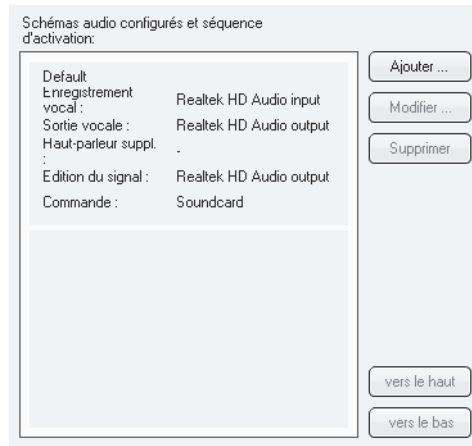 Schémas audio configurés et séquence
d'activation:
Default
Enregistrement
vocal :
Realtek HD Audio input
Sortie vocale :
Realtek HD Audio output
Haut-parleur suppl.
:
-
Edition du signal :
Realtek HD Audio output
Commande :
Soundcard
Ajouter ...
Modifier ...
Supprimer
vers le haut
vers le bas